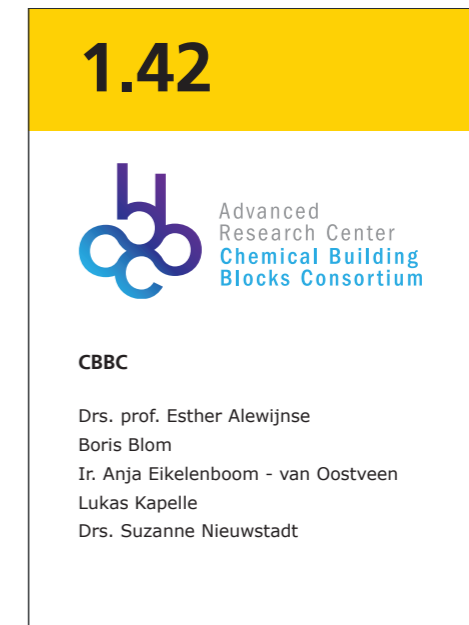 1.42
Advanced
Research Center
Chemical Building
Blocks Consortium
CBBC
Drs. prof. Esther Alewijnse
Boris Blom
Ir. Anja Eikelenboom - van Oostveen
Lukas Kapelle
Drs. Suzanne Nieuwstadt